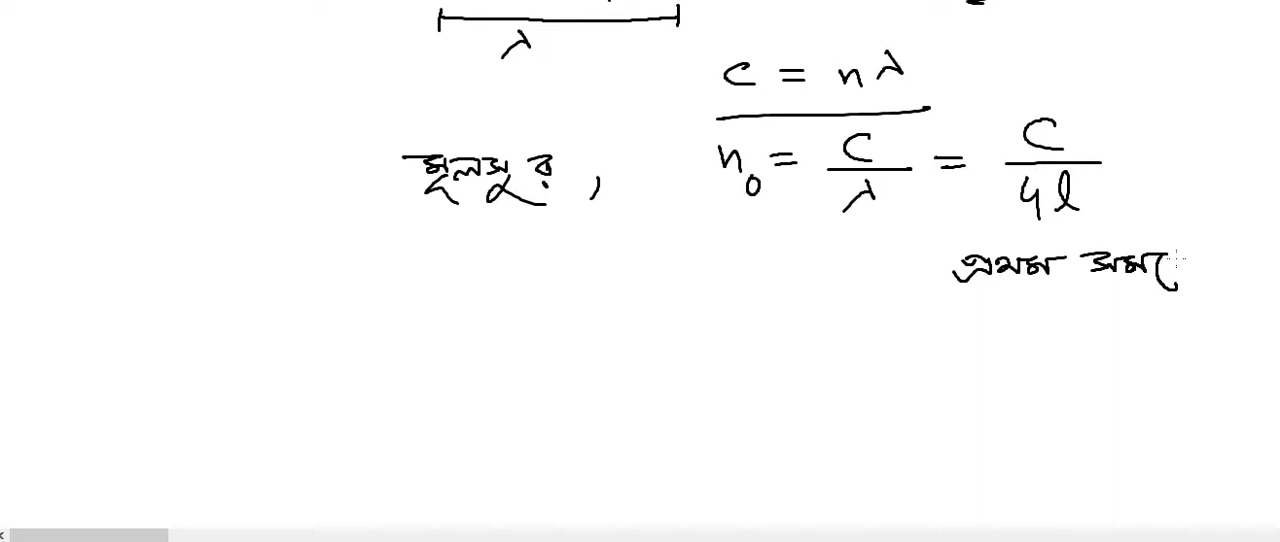 λ
c = nλ
মূলসুর, n₀ = C/λ = C/4l
প্রথম সমমে